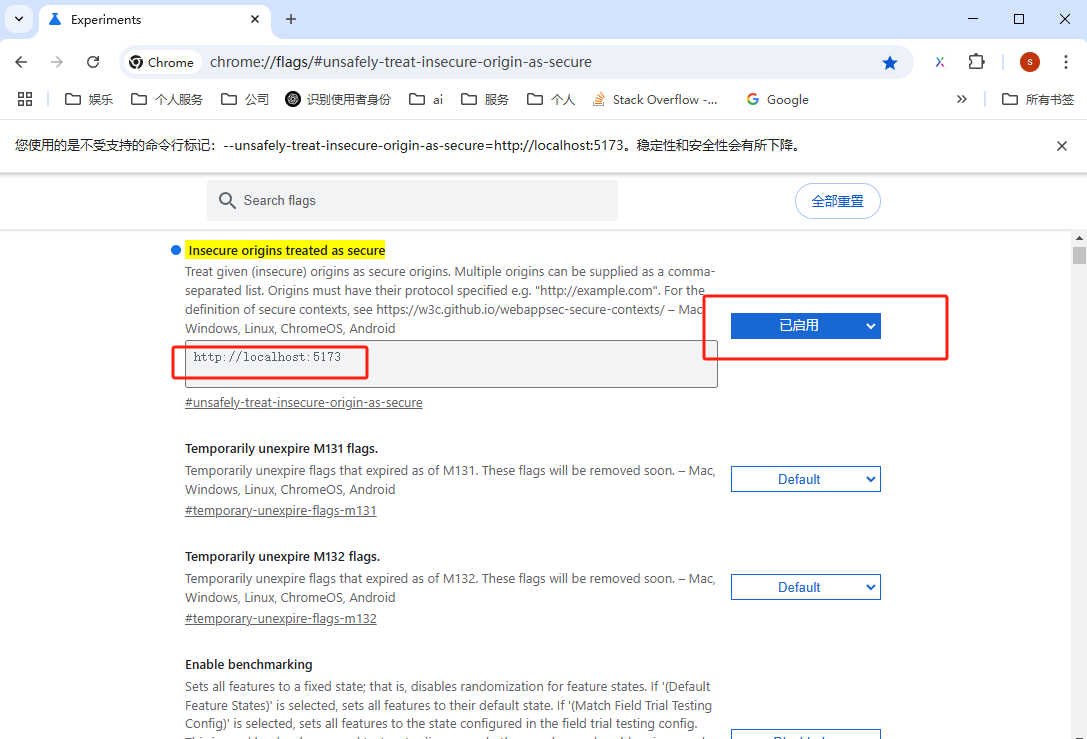 Experiments
Chrome
chrome://flags/#unsafely-treat-insecure-origin-as-secure
s
娱乐
个人服务
公司
识别使用者身份
ai
服务
个人
Stack Overflow -...
Google
所有书签
您使用的是不受支持的命令行标记：--unsafely-treat-insecure-origin-as-secure=http://localhost:5173。稳定性和安全性会有所下降。
Search flags
全部重置
Insecure origins treated as secure
Treat given (insecure) origins as secure origins. Multiple origins can be supplied as a comma-
separated list. Origins must have their protocol specified e.g. "http://example.com". For the
definition of secure contexts, see https://w3c.github.io/webappsec-secure-contexts/ – Mac,
Windows, Linux, ChromeOS, Android
已启用
http://localhost:5173
#unsafely-treat-insecure-origin-as-secure
Temporarily unexpire M131 flags.
Temporarily unexpire flags that expired as of M131. These flags will be removed soon. – Mac,
Windows, Linux, ChromeOS, Android
Default
#temporary-unexpire-flags-m131
Temporarily unexpire M132 flags.
Temporarily unexpire flags that expired as of M132. These flags will be removed soon. – Mac,
Windows, Linux, ChromeOS, Android
Default
#temporary-unexpire-flags-m132
Enable benchmarking
Sets all features to a fixed state; that is, disables randomization for feature states. If '(Default
Feature States)' is selected, sets all features to their default state. If '(Match Field Trial Testing
Config)' is selected, sets all features to the state configured in the field trial testing config.